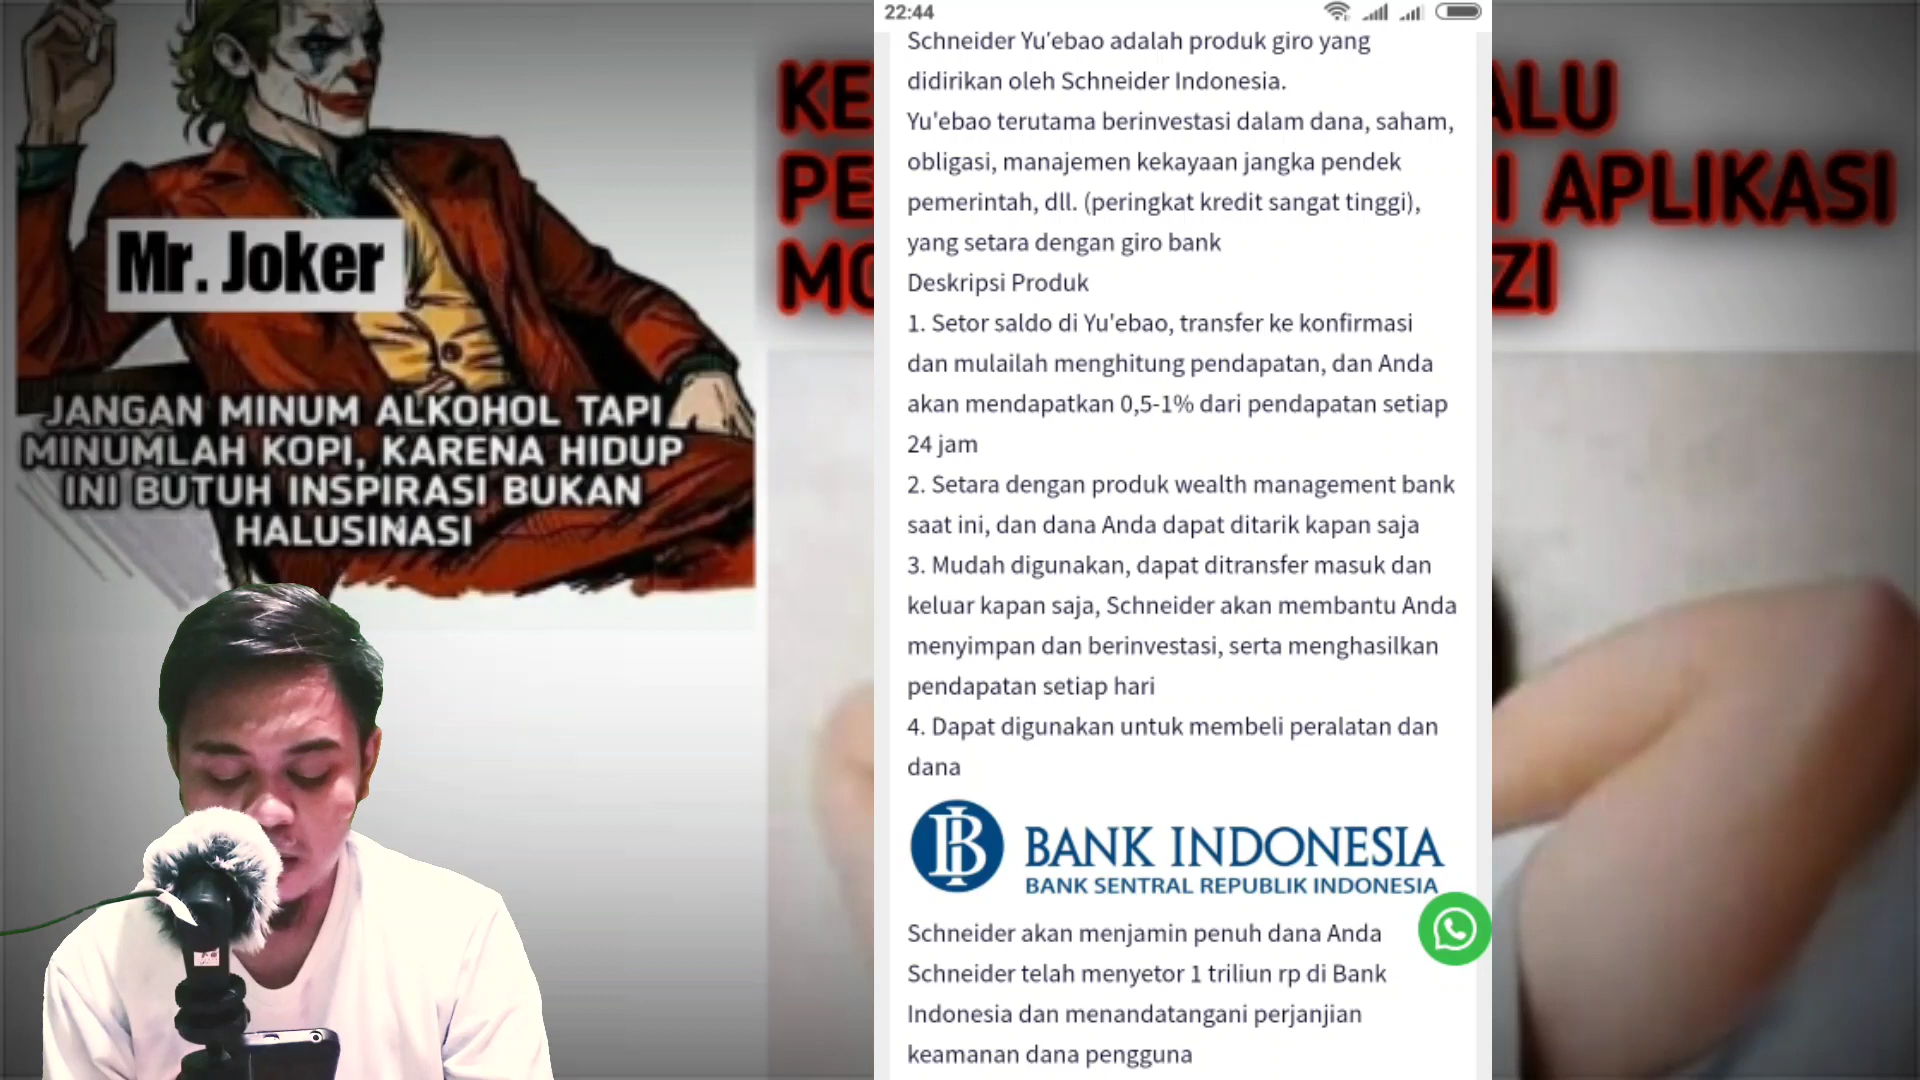 Mr. Joker
JANGAN MINUM ALKOHOL TAPI
MINUMLAH KOPI, KARENA HIDUP
INI BUTUH INSPIRASI BUKAN
HALUSINASI
KE
PE
MO
22:44
Schneider Yu'ebao adalah produk giro yang
didirikan oleh Schneider Indonesia.
Yu'ebao terutama berinvestasi dalam dana, saham,
obligasi, manajemen kekayaan jangka pendek
pemerintah, dll. (peringkat kredit sangat tinggi),
yang setara dengan giro bank
Deskripsi Produk
1. Setor saldo di Yu'ebao, transfer ke konfirmasi
dan mulailah menghitung pendapatan, dan Anda
akan mendapatkan 0,5-1% dari pendapatan setiap
24 jam
2. Setara dengan produk wealth management bank
saat ini, dan dana Anda dapat ditarik kapan saja
3. Mudah digunakan, dapat ditransfer masuk dan
keluar kapan saja, Schneider akan membantu Anda
menyimpan dan berinvestasi, serta menghasilkan
pendapatan setiap hari
4. Dapat digunakan untuk membeli peralatan dan
dana
BANK INDONESIA
BANK SENTRAL REPUBLIK INDONESIA
Schneider akan menjamin penuh dana Anda
Schneider telah menyetor 1 triliun rp di Bank
Indonesia dan menandatangani perjanjian
keamanan dana pengguna
ALU
I APLIKASI
ZI